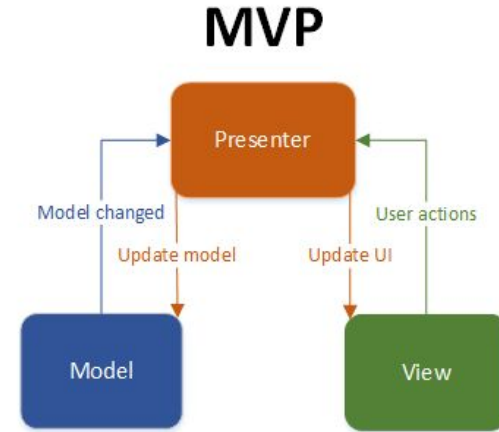 MVP
Presenter
Model changed
User actions
Update model
Update UI
Model
View